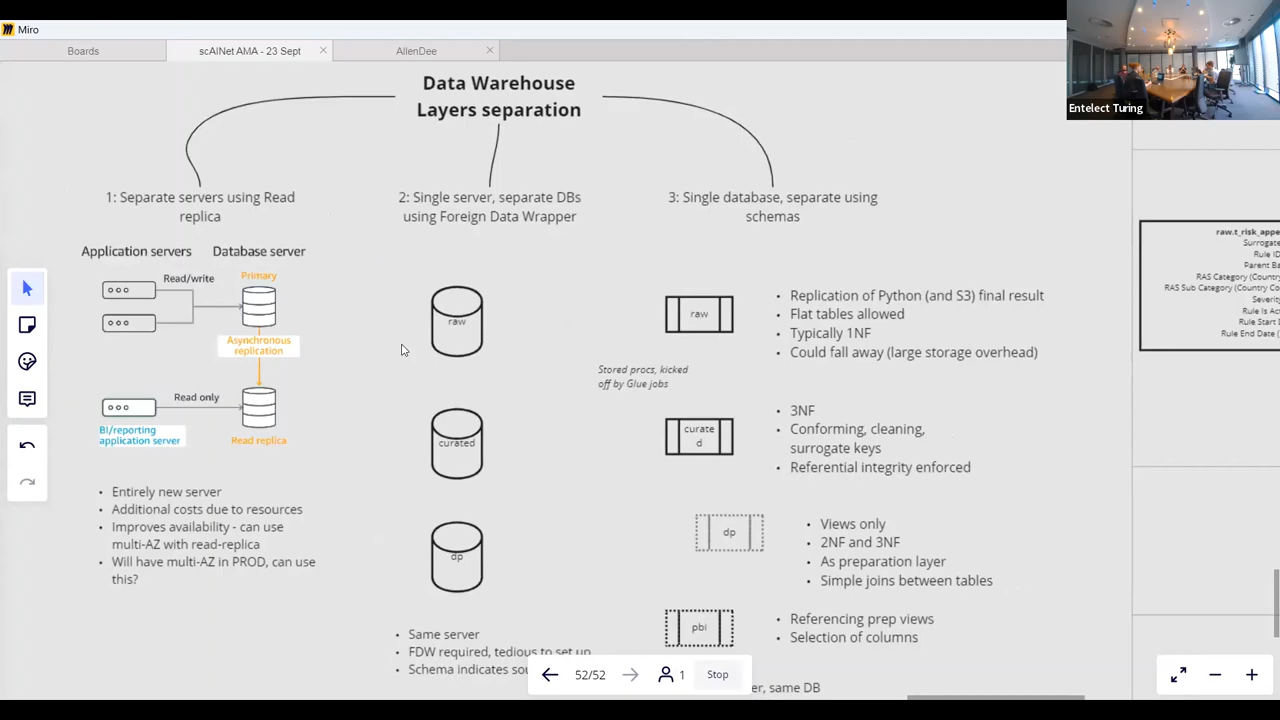 Miro
Boards
scAINet AMA - 23 Sept
AllenDee
Entelect Turing
Data Warehouse
Layers separation
1: Separate servers using Read
replica
2: Single server, separate DBs
using Foreign Data Wrapper
3: Single database, separate using
schemas
Application servers
Database server
Read/write
Primary
Asynchronous
replication
Read only
BI/reporting
application server
Read replica
• Entirely new server
• Additional costs due to resources
• Improves availability - can use
multi-AZ with read-replica
• Will have multi-AZ in PROD, can use
this?
raw
curated
dp
• Same server
• FDW required, tedious to set up
• Schema indicates
raw
• Replication of Python (and S3) final result
• Flat tables allowed
• Typically 1NF
• Could fall away (large storage overhead)
Stored procs, kicked
off by Glue jobs
curate
d
• 3NF
• Conforming, cleaning,
surrogate keys
• Referential integrity enforced
dp
• Views only
• 2NF and 3NF
• As preparation layer
• Simple joins between tables
pbi
• Referencing prep views
• Selection of columns
same DB
raw.t_risk_appe
Surrogate
Rule ID
Parent Ba
RAS Category (Country
RAS Sub Category (Country Co
Severity
Rule Is Act
Rule Start D
Rule End Date (
52/52
1
Stop